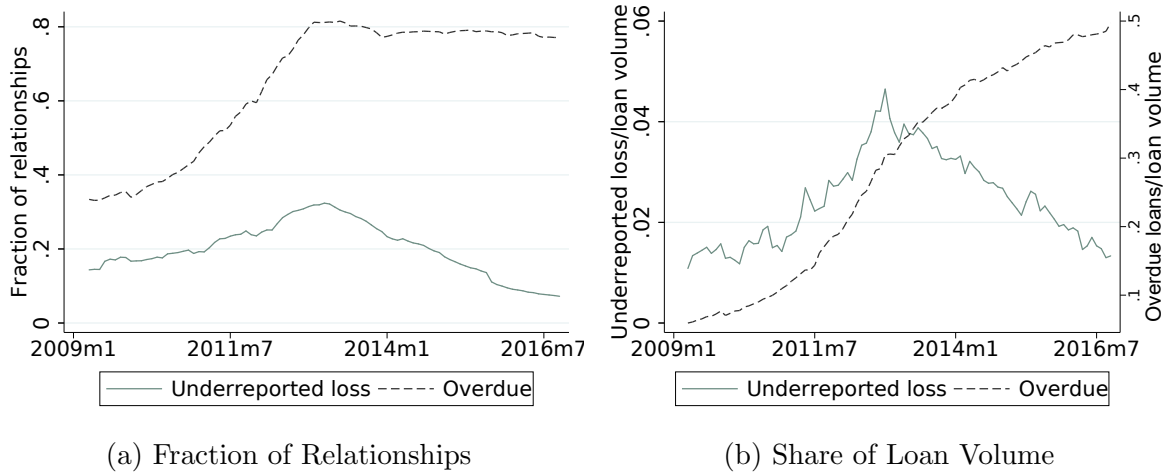 Fraction of relationships
0
.2
.4
.6
.8
2009m1 2011m7 2014m1 2016m7
Underreported loss Overdue
(a) Fraction of Relationships
Underreported loss/loan volume
0
.02
.04
.06
Overdue loans/loan volume
.1
.2
.3
.4
.5
2009m1 2011m7 2014m1 2016m7
Underreported loss Overdue
(b) Share of Loan Volume